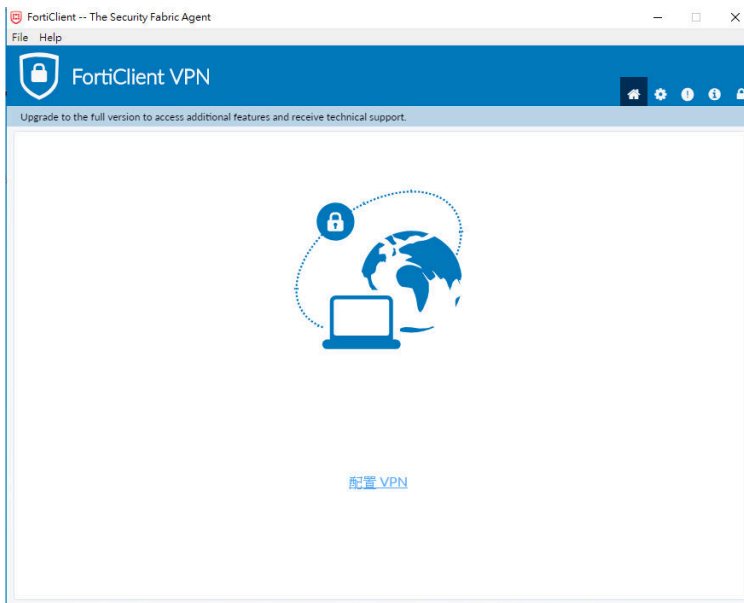 FortiClient -- The Security Fabric Agent
File Help
FortiClient VPN
Upgrade to the full version to access additional features and receive technical support.
配置 VPN